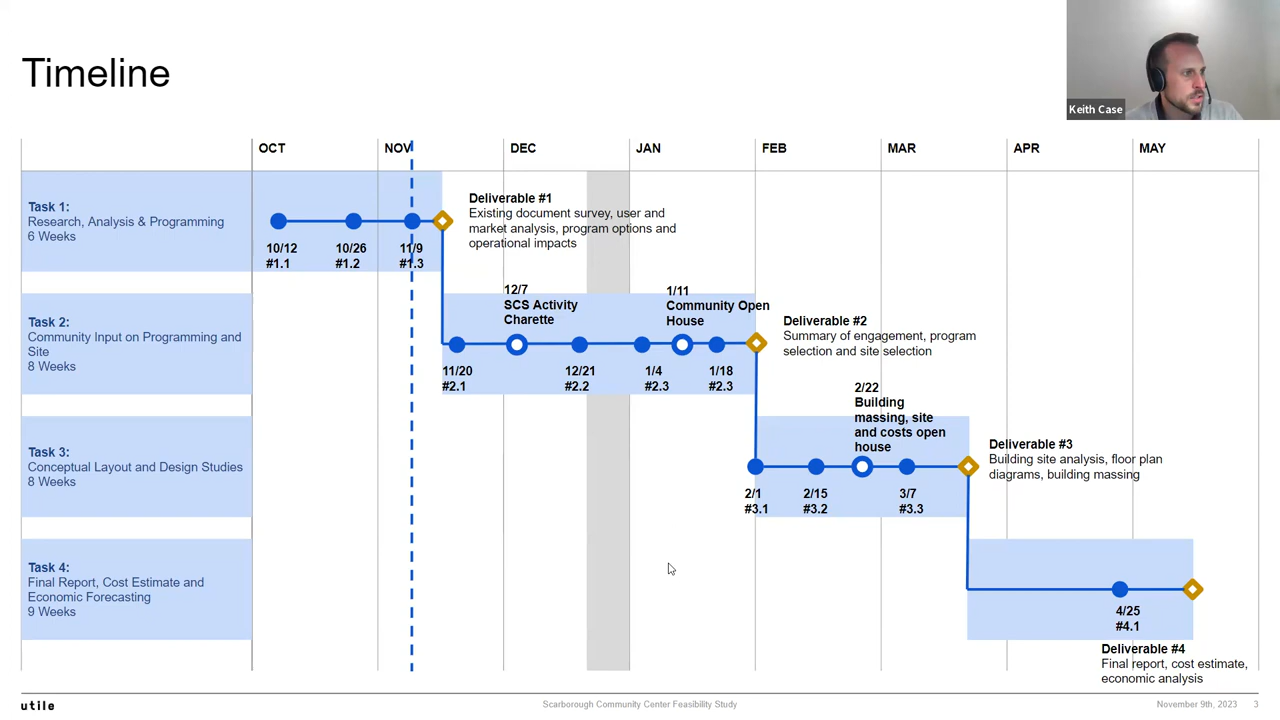 Timeline
Keith Case
OCT
NOV
DEC
JAN
FEB
MAR
APR
MAY
Task 1:
Research, Analysis & Programming
6 Weeks
10/12
#1.1
10/26
#1.2
11/9
#1.3
Deliverable #1
Existing document survey, user and
market analysis, program options and
operational impacts
Task 2:
Community Input on Programming and
Site
8 Weeks
11/20
#2.1
12/7
SCS Activity
Charette
12/21
#2.2
1/4
#2.3
1/11
Community Open
House
1/18
#2.3
Deliverable #2
Summary of engagement, program
selection and site selection
Task 3:
Conceptual Layout and Design Studies
8 Weeks
2/1
#3.1
2/15
#3.2
2/22
Building
massing, site
and costs open
house
3/7
#3.3
Deliverable #3
Building site analysis, floor plan
diagrams, building massing
Task 4:
Final Report, Cost Estimate and
Economic Forecasting
9 Weeks
4/25
#4.1
Deliverable #4
Final report, cost estimate,
economic analysis
utile
Scarborough Community Center Feasibility Study
November 9th, 2023
3